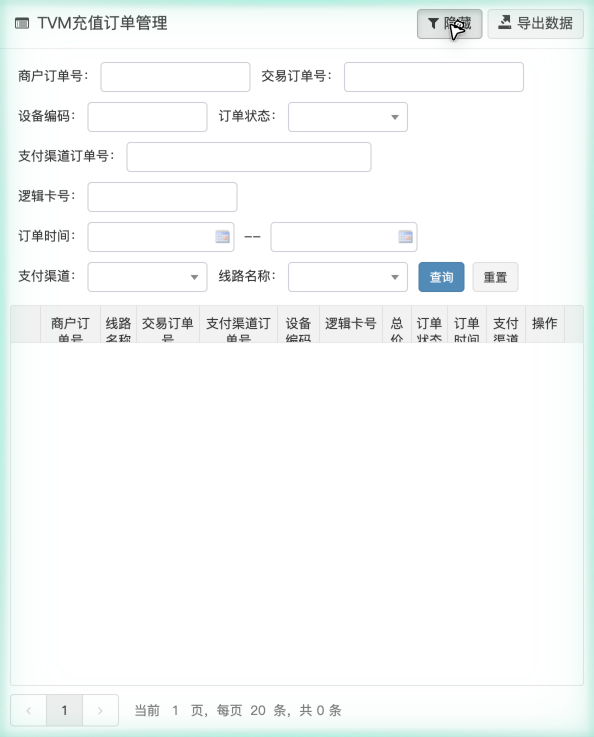 TVM充值订单管理 隐藏 导出数据
商户订单号： 交易订单号：
设备编码： 订单状态：
支付渠道订单号：
逻辑卡号：
订单时间： --
支付渠道： 线路名称： 查询 重置
商户订单号 线路名称 交易订单号 支付渠道订单号 设备编码 逻辑卡号 总价 订单状态 订单时间 支付渠道 操作
1 当前 1 页，每页 20 条，共 0 条